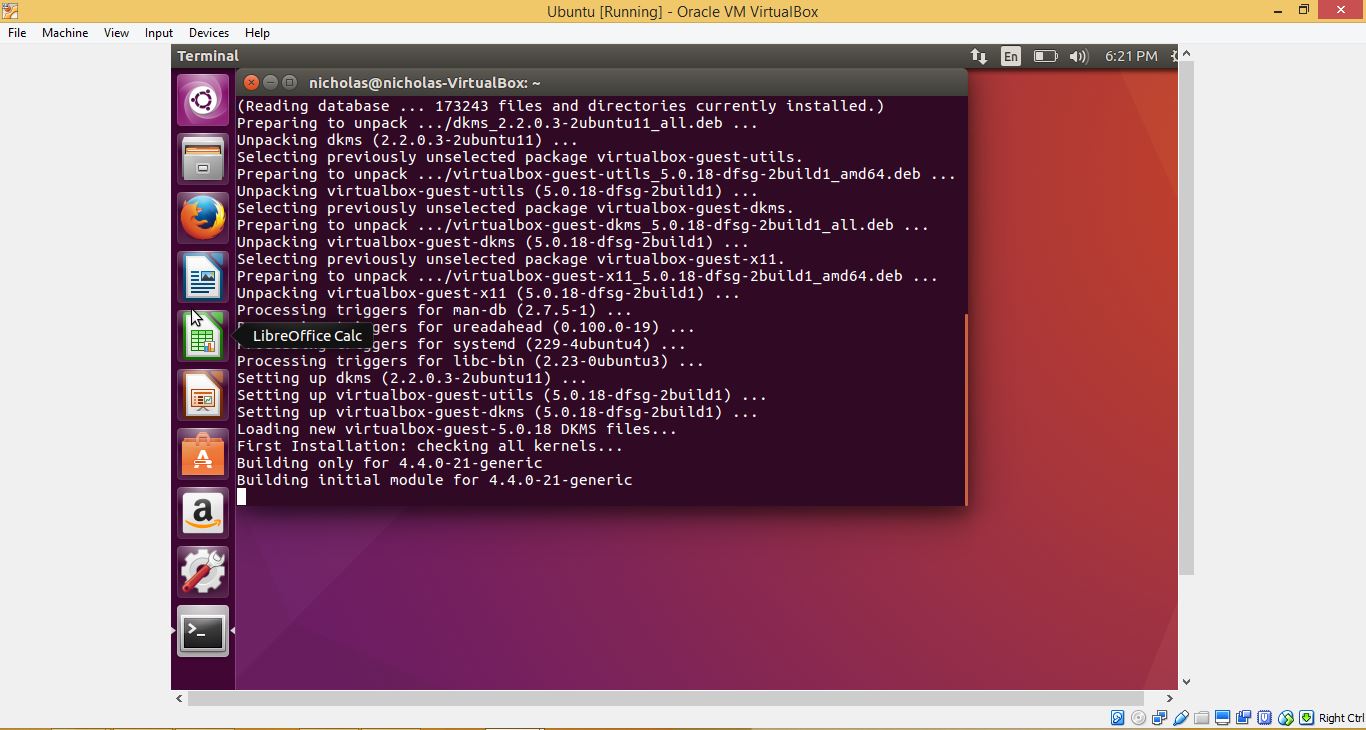 Ubuntu [Running] - Oracle VM VirtualBox
File Machine View Input Devices Help
Terminal
En
6:21 PM
nicholas@nicholas-VirtualBox: ~
(Reading database ... 173243 files and directories currently installed.)
Preparing to unpack .../dkms_2.2.0.3-2ubuntu11_all.deb ...
Unpacking dkms (2.2.0.3-2ubuntu11) ...
Selecting previously unselected package virtualbox-guest-utils.
Preparing to unpack .../virtualbox-guest-utils_5.0.18-dfsg-2build1_amd64.deb ...
Unpacking virtualbox-guest-utils (5.0.18-dfsg-2build1) ...
Selecting previously unselected package virtualbox-guest-dkms.
Preparing to unpack .../virtualbox-guest-dkms_5.0.18-dfsg-2build1_all.deb ...
Unpacking virtualbox-guest-dkms (5.0.18-dfsg-2build1) ...
Selecting previously unselected package virtualbox-guest-x11.
Preparing to unpack .../virtualbox-guest-x11_5.0.18-dfsg-2build1_amd64.deb ...
Unpacking virtualbox-guest-x11 (5.0.18-dfsg-2build1) ...
Processing triggers for man-db (2.7.5-1) ...
for ureadahead (0.100.0-19) ...
LibreOffice Calc
for systemd (229-4ubuntu4) ...
Processing triggers for libc-bin (2.23-0ubuntu3) ...
Setting up dkms (2.2.0.3-2ubuntu11) ...
Setting up virtualbox-guest-utils (5.0.18-dfsg-2build1) ...
Setting up virtualbox-guest-dkms (5.0.18-dfsg-2build1) ...
Loading new virtualbox-guest-5.0.18 DKMS files...
First Installation: checking all kernels...
Building only for 4.4.0-21-generic
Building initial module for 4.4.0-21-generic
Right Ctrl